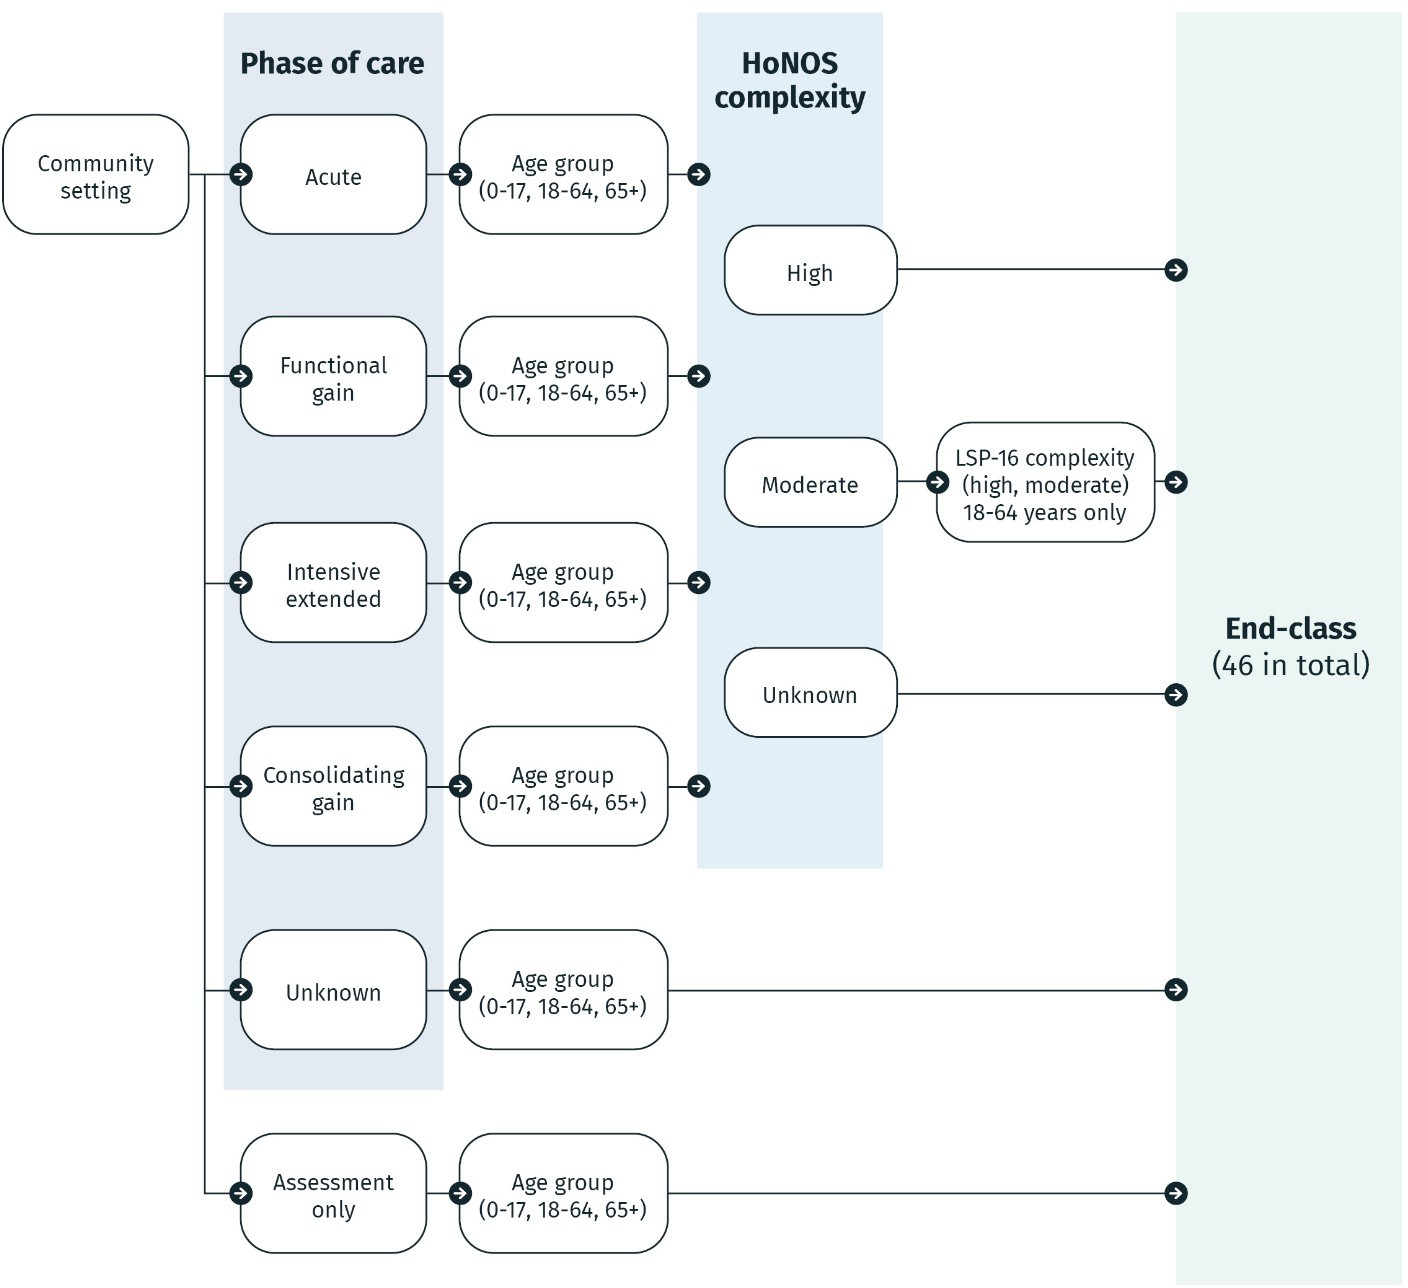 Phase of care
HoNOS
complexity
Community
setting
Acute
Age group
(0-17, 18-64, 65+)
High
Functional
gain
Age group
(0-17, 18-64, 65+)
Moderate
LSP-16 complexity
(high, moderate)
18-64 years only
Intensive
extended
Age group
(0-17, 18-64, 65+)
End-class
(46 in total)
Unknown
Consolidating
gain
Age group
(0-17, 18-64, 65+)
Unknown
Age group
(0-17, 18-64, 65+)
Assessment
only
Age group
(0-17, 18-64, 65+)